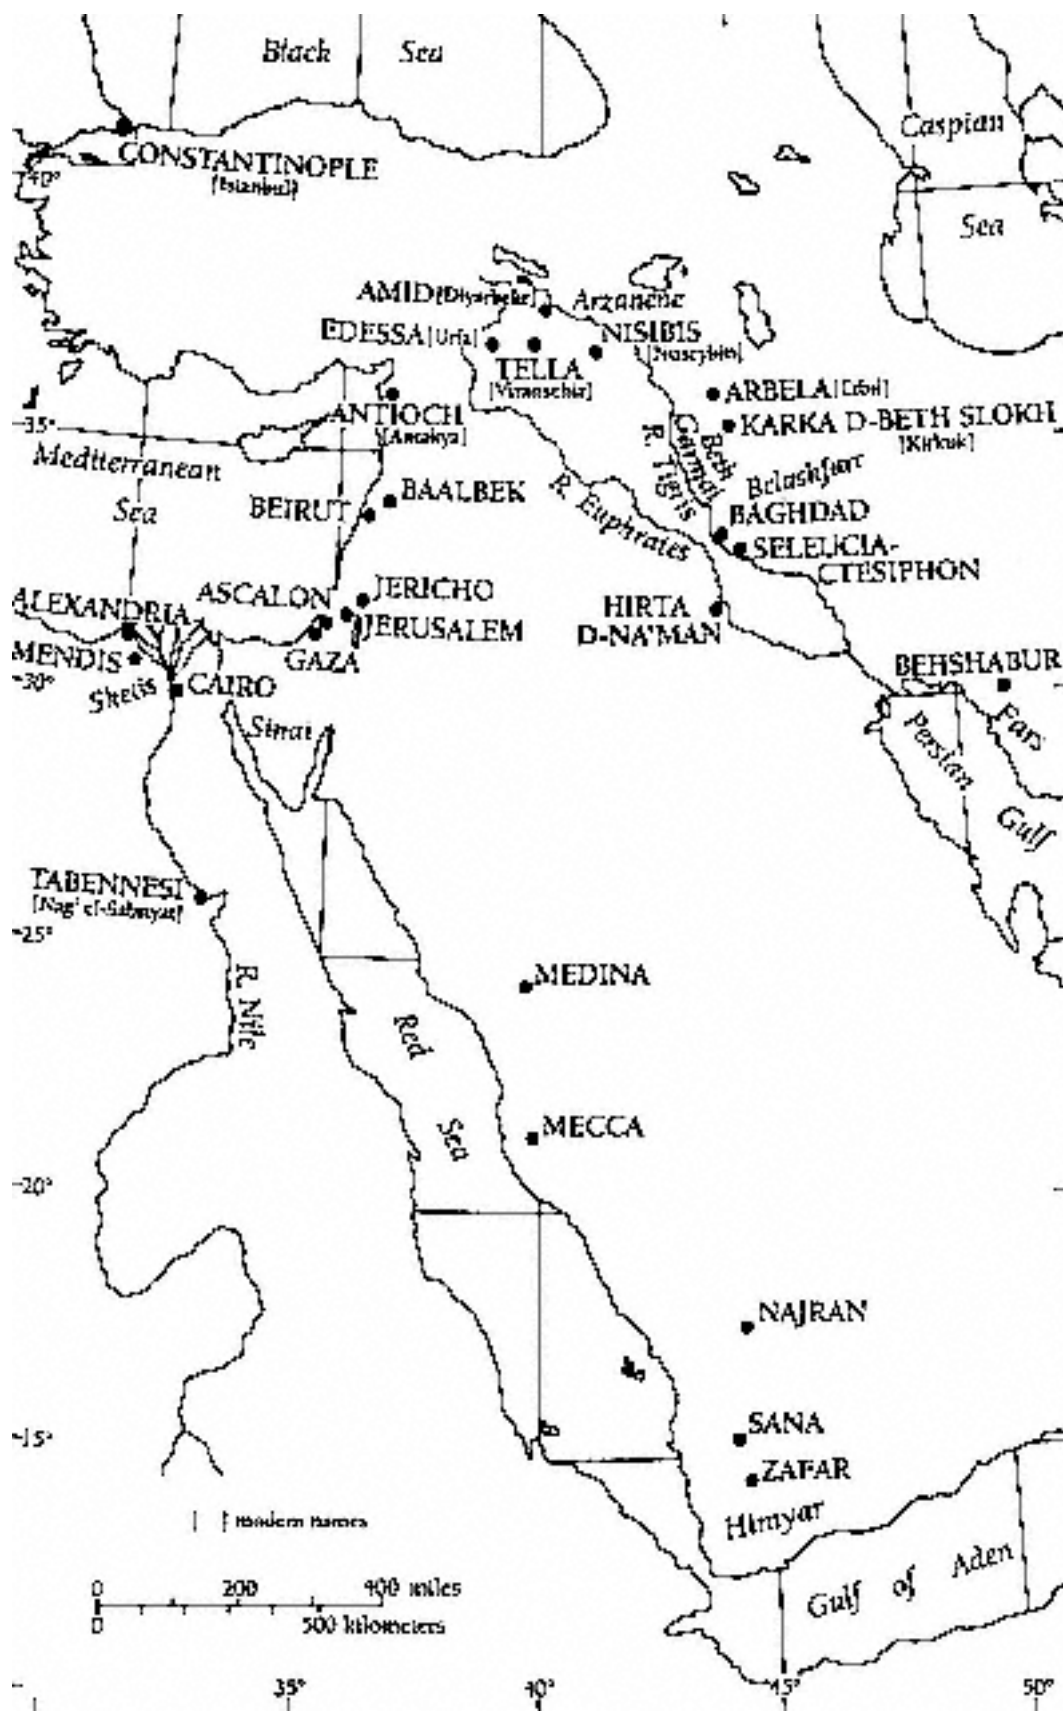 Black Sea
Caspian
Sea
CONSTANTINOPLE
[Istanbul]
40°
AMID [Diyarbekr]
Arzanene
EDESSA [Urfa]
NISIBIS
TELLA
ARBELA [Erbil]
ANTIOCH
[Antakya]
KARKA D-BETH SLOKH
[Kirkuk]
35°
Mediterranean
Sea
Beth
Garmai
R. Tigris
R. Euphrates
BEIRUT
BAALBEK
BAGHDAD
SELEUCIA-
CTESIPHON
ALEXANDRIA
ASCALON
JERICHO
JERUSALEM
HIRTA
D-NA'MAN
MENDIS
GAZA
BEHSHABUR
30°
Sketis
CAIRO
Sinai
Fars
Persian
Gulf
TABENNESI
25°
MEDINA
R. Nile
Red
Sea
MECCA
20°
NAJRAN
15°
SANA
ZAFAR
Himyar
[ ] modern names
Gulf of Aden
0 200 400 miles
0 500 kilometers
35° 40° 45° 50°